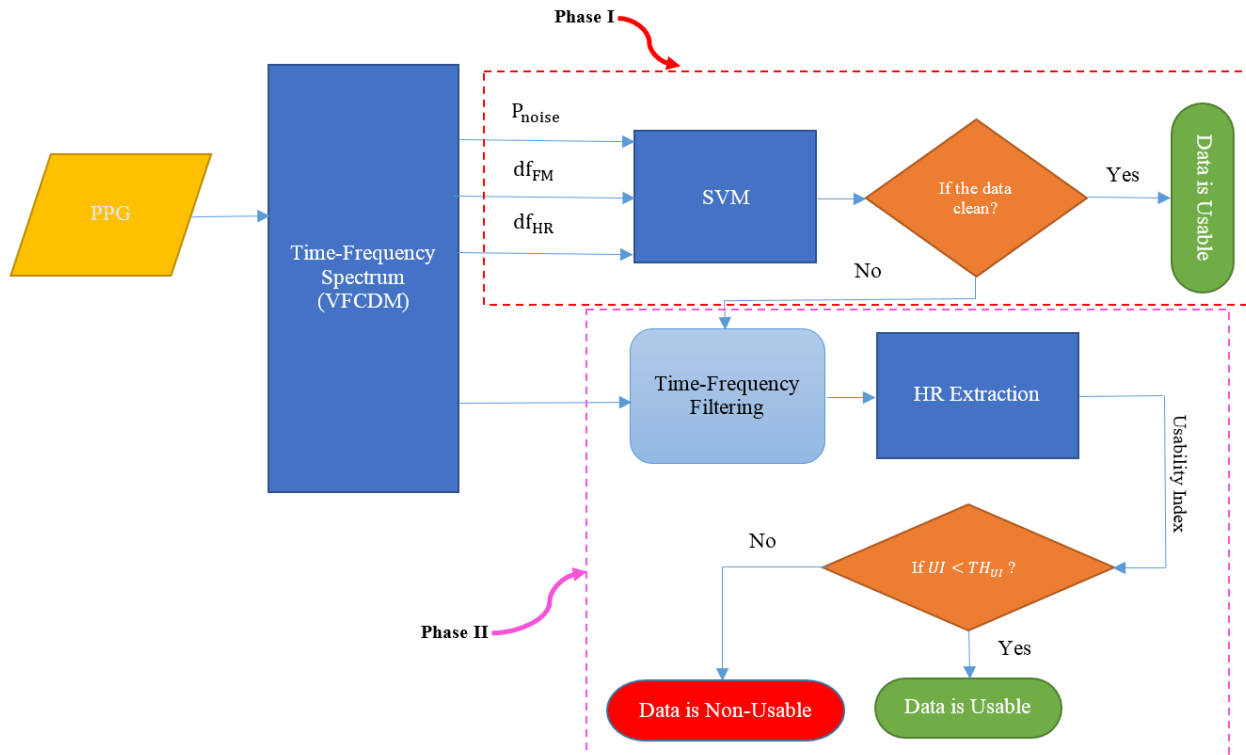 Phase I
P_noise
df_FM
df_HR
PPG
Time-Frequency
Spectrum
(VFCDM)
SVM
If the data
clean?
Yes
Data is Usable
No
Time-Frequency
Filtering
HR Extraction
Usability Index
No
If UI < TH_UI ?
Phase II
Yes
Data is Non-Usable
Data is Usable